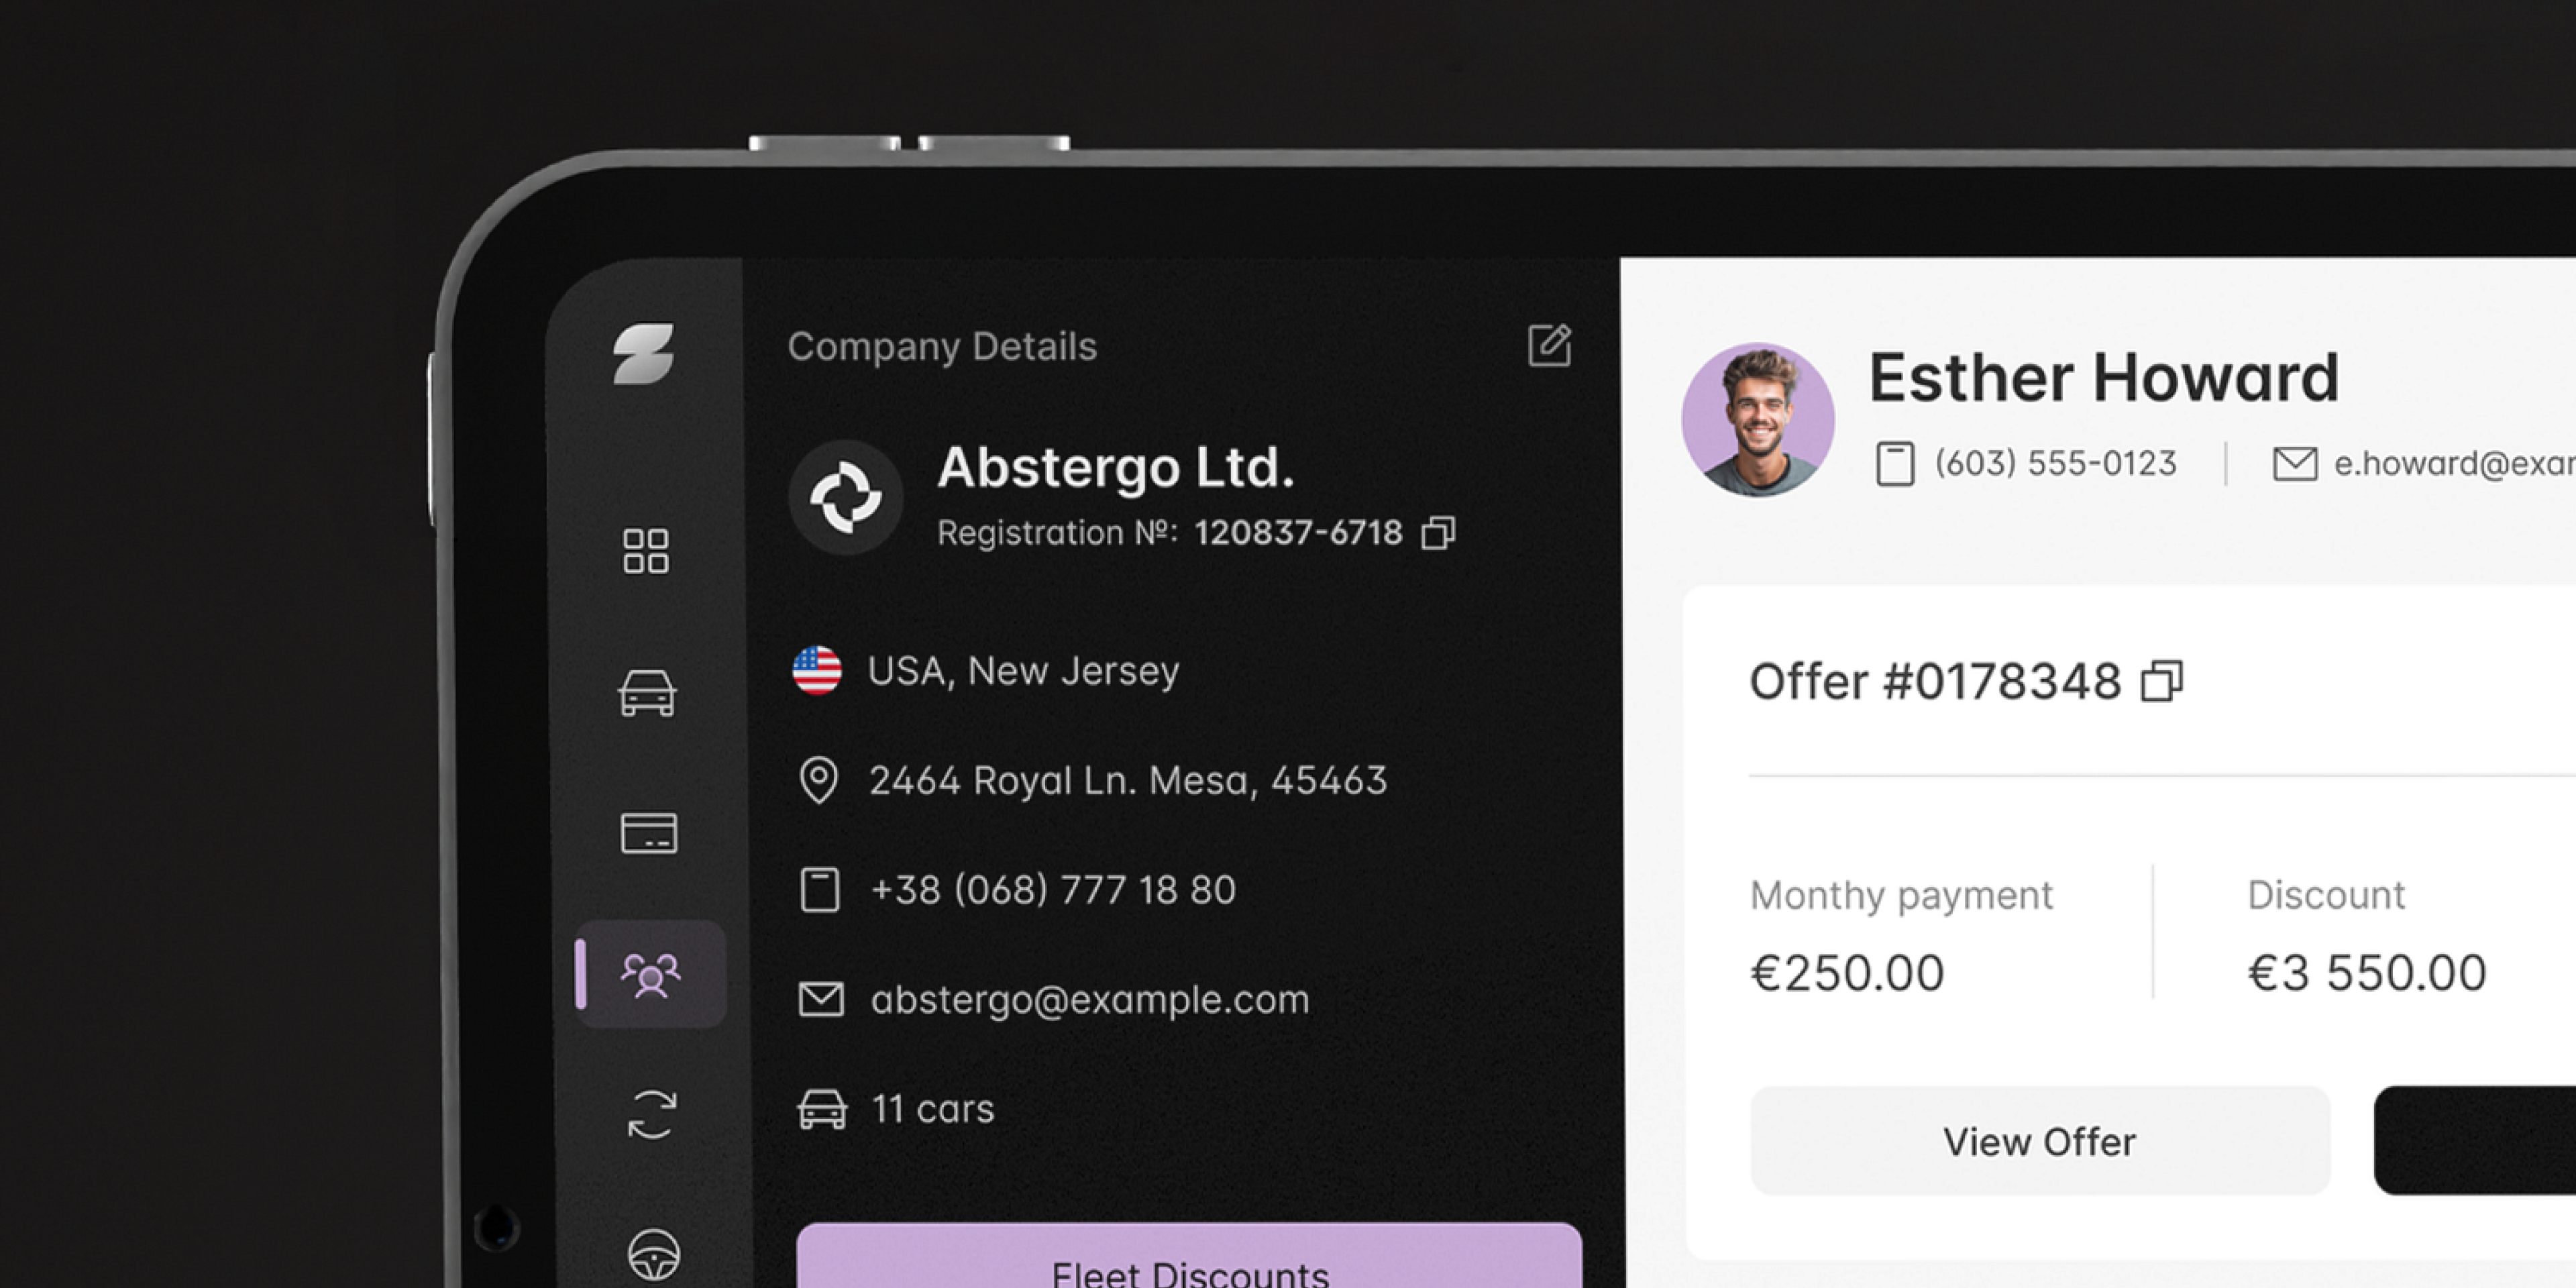 Company Details
Abstergo Ltd.
Registration Nº: 120837-6718
USA, New Jersey
2464 Royal Ln. Mesa, 45463
+38 (068) 777 18 80
abstergo@example.com
11 cars
Fleet Discounts
Esther Howard
(603) 555-0123
e.howard@exam
Offer #0178348
Monthy payment
€250.00
Discount
€3 550.00
View Offer